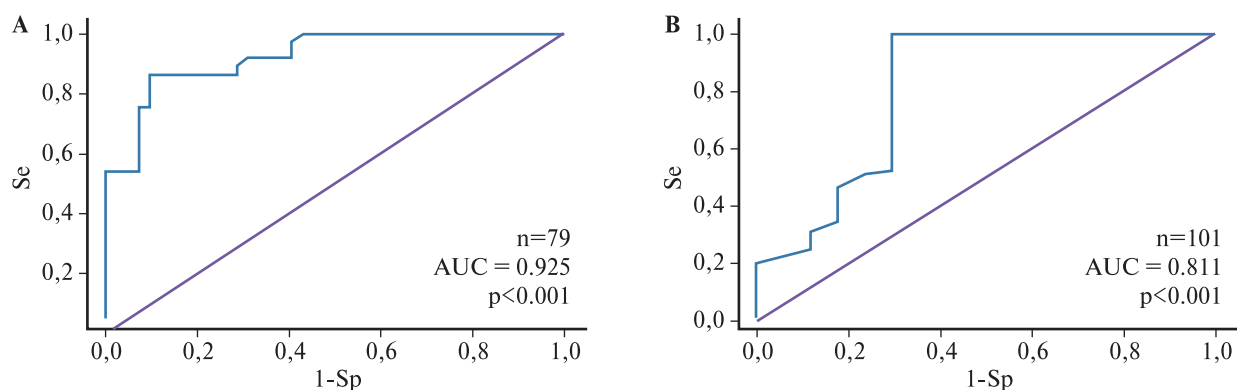 A
1,0
0,8
0,6
0,4
0,2
Se
n=79
AUC = 0.925
p<0.001
0,0 0,2 0,4 0,6 0,8 1,0
1-Sp
B
1,0
0,8
0,6
0,4
0,2
0,0
Se
n=101
AUC = 0.811
p<0.001
0,0 0,2 0,4 0,6 0,8 1,0
1-Sp